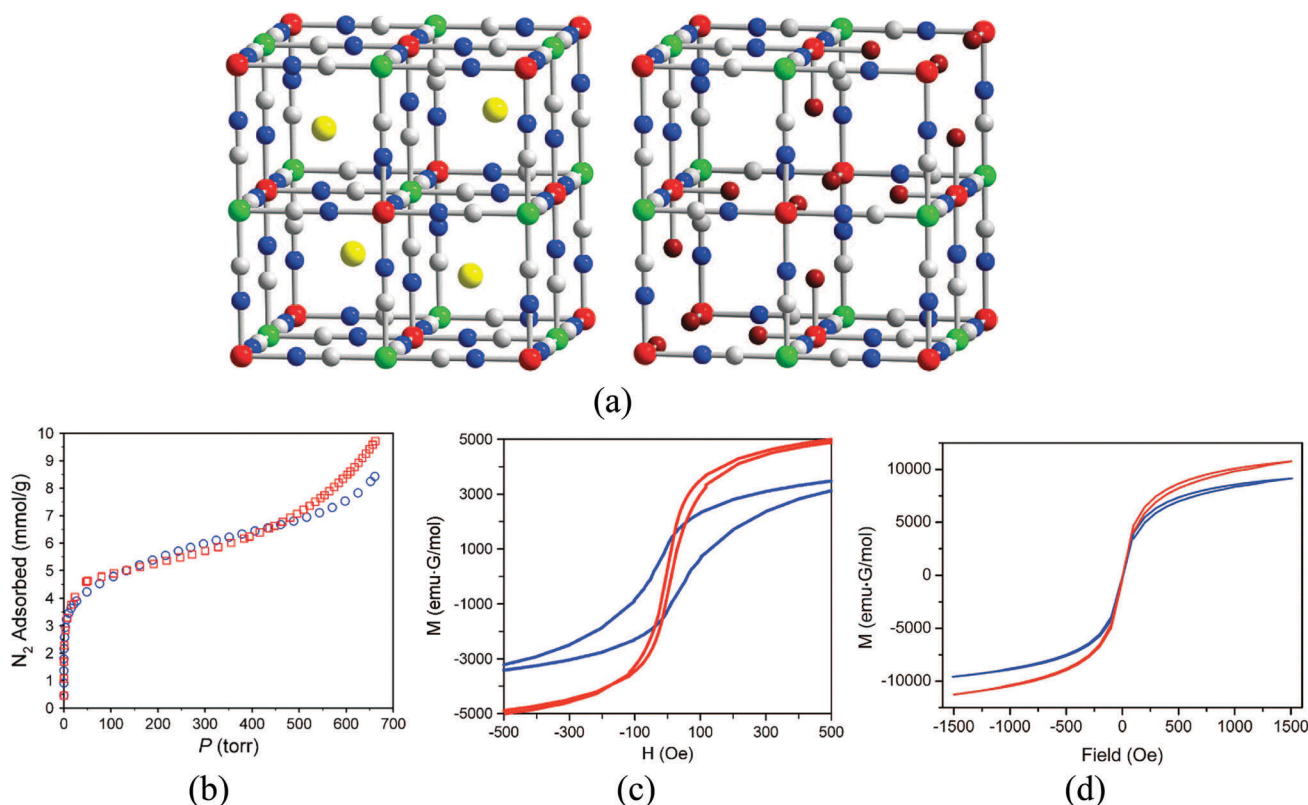 (a)
10
9
8
7
6
5
4
3
2
1
0
N₂ Adsorbed (mmol/g)
0 100 200 300 400 500 600 700
P (torr)
(b)
5000
3000
1000
-1000
-3000
-5000
M (emu·G/mol)
-500 -300 -100 100 300 500
H (Oe)
(c)
10000
5000
0
-5000
-10000
M (emu·G/mol)
-1500 -1000 -500 0 500 1000 1500
Field (Oe)
(d)